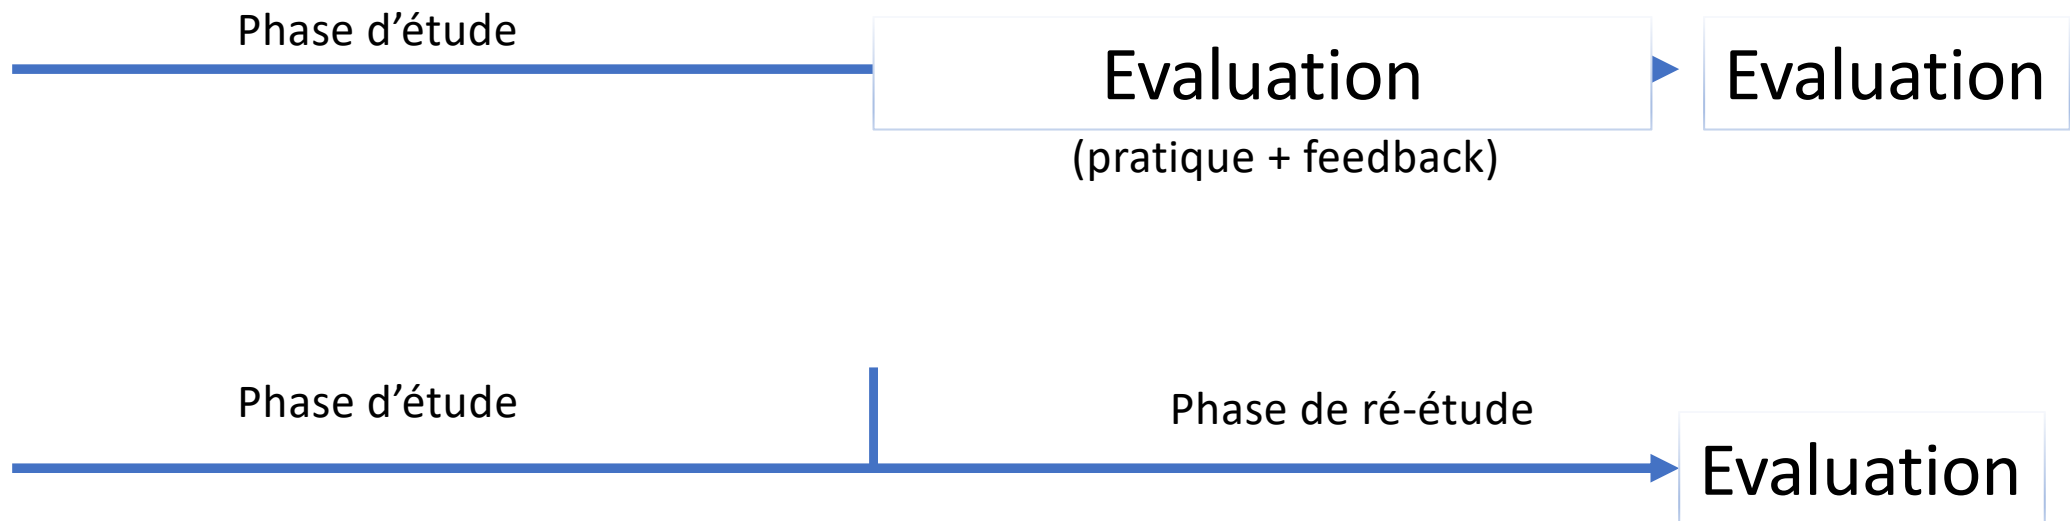 Phase d’étude
Evaluation
Evaluation
(pratique + feedback)
Phase d’étude
Phase de ré-étude
Evaluation